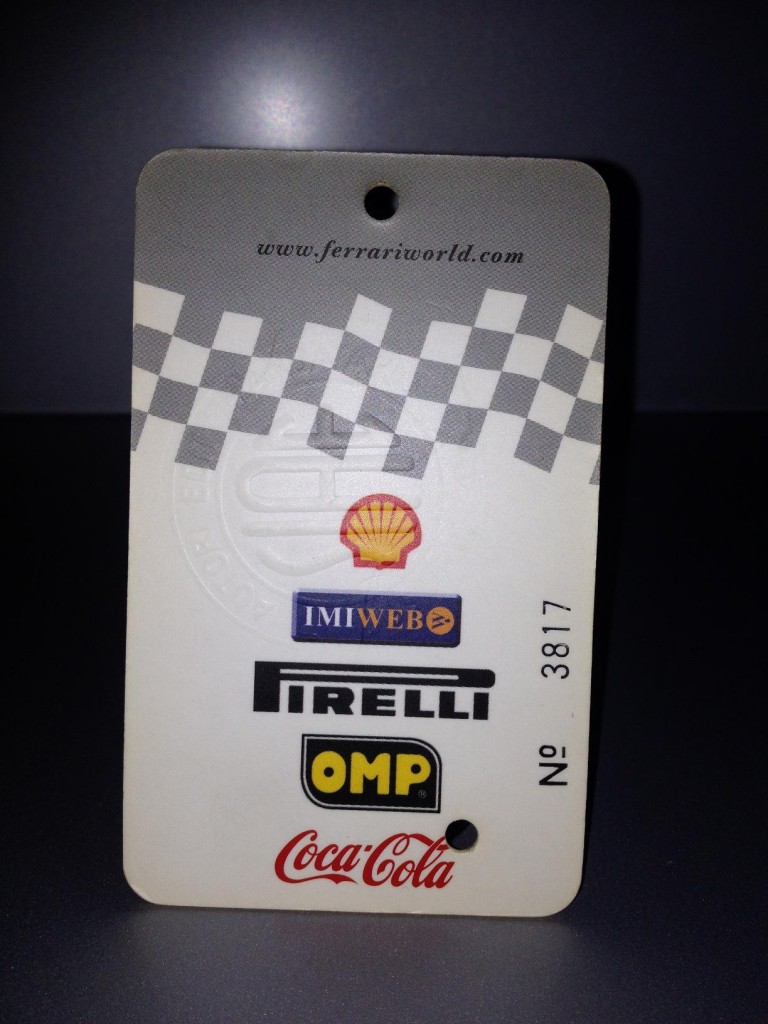 www.ferrariworld.com
IMIWEB
PIRELLI
OMP
®
Coca-Cola
Nº 3817